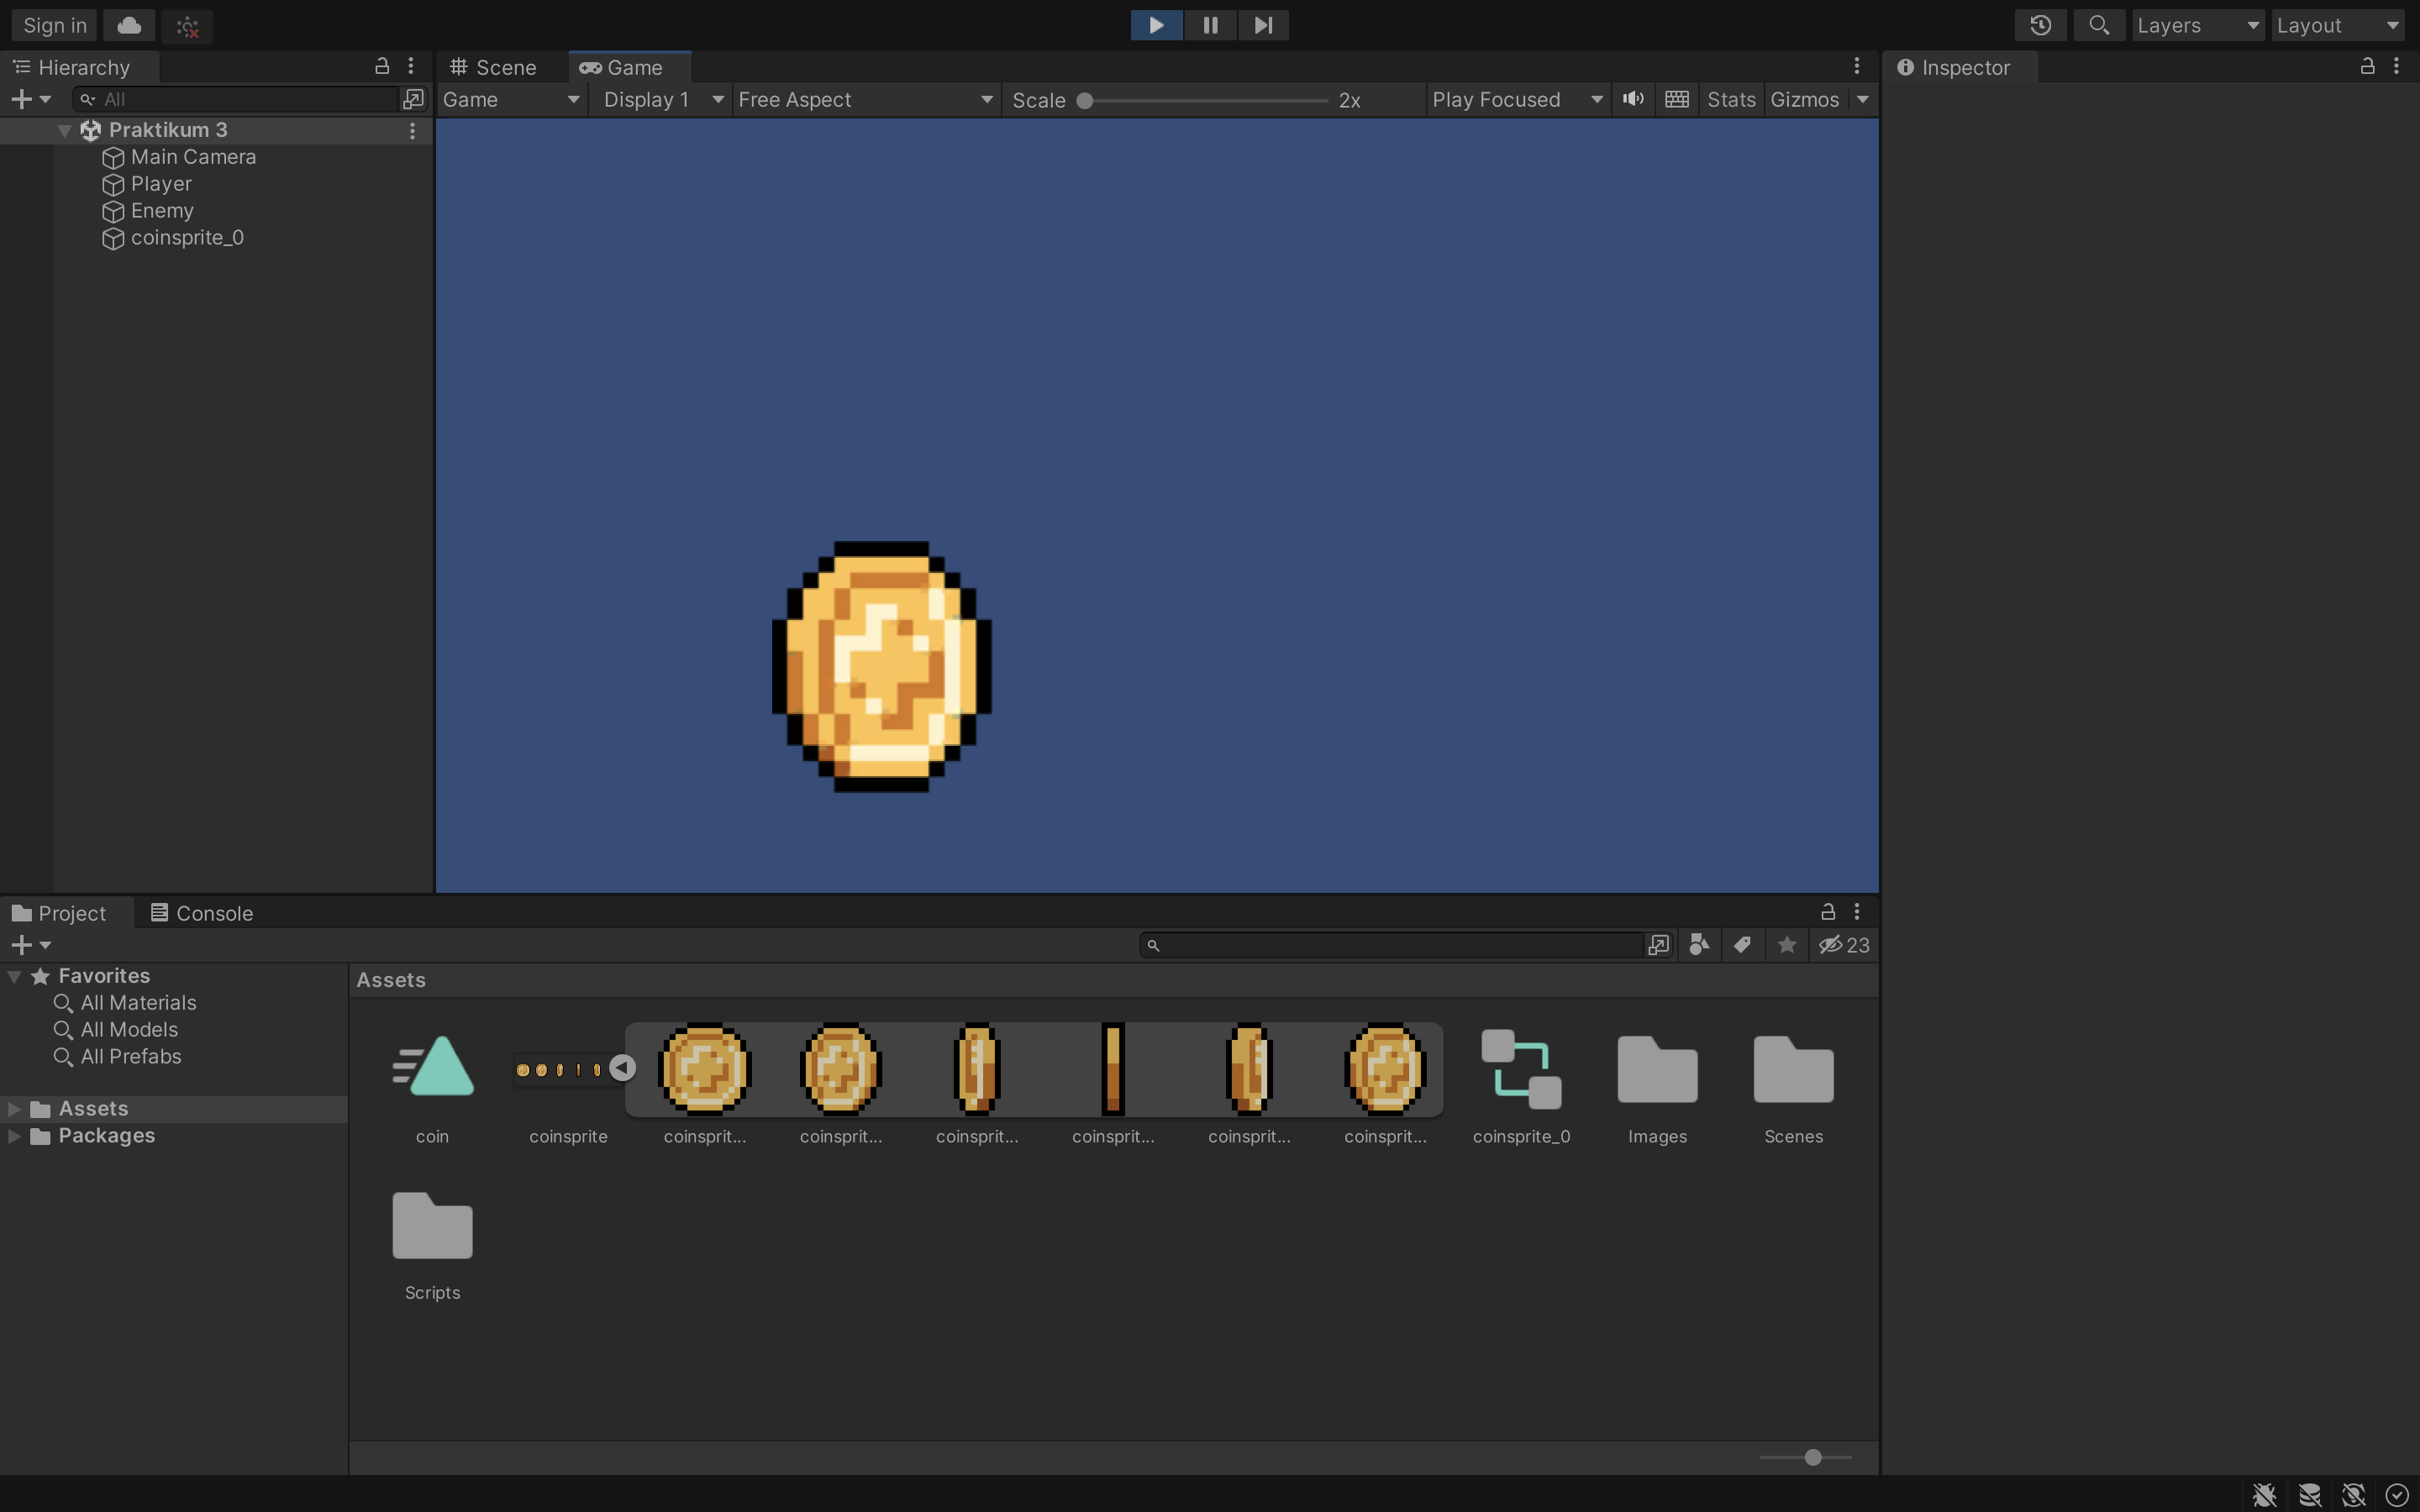 Sign in
Layers
Layout
Hierarchy
Scene
Game
Inspector
All
Game
Display 1
Free Aspect
Scale
2x
Play Focused
Stats
Gizmos
Praktikum 3
Main Camera
Player
Enemy
coinsprite_0
Project
Console
23
Favorites
All Materials
All Models
All Prefabs
Assets
Packages
Assets
coin
coinsprite
coinsprit...
coinsprit...
coinsprit...
coinsprit...
coinsprit...
coinsprit...
coinsprite_0
Images
Scenes
Scripts